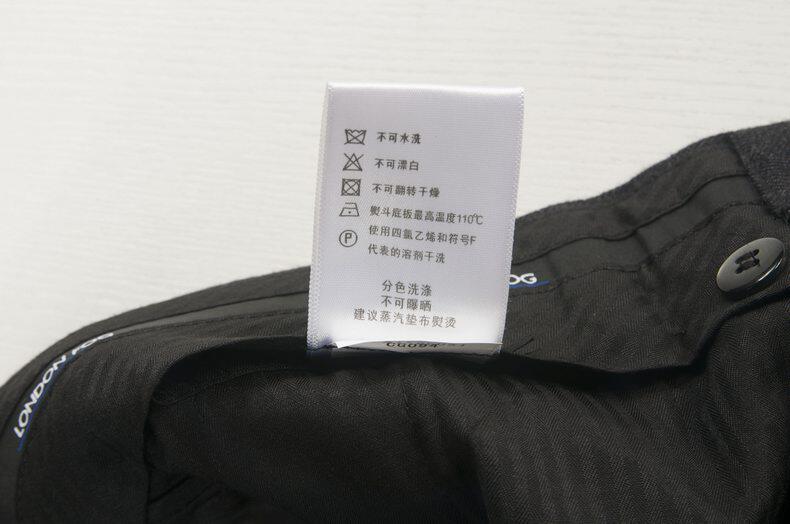 不可水洗
不可漂白
不可翻转干燥
熨斗底板最高温度110℃
P
使用四氯乙烯和符号F
代表的溶剂干洗
分色洗涤
不可曝晒
建议蒸汽垫布熨烫
OG
LONDON FOG